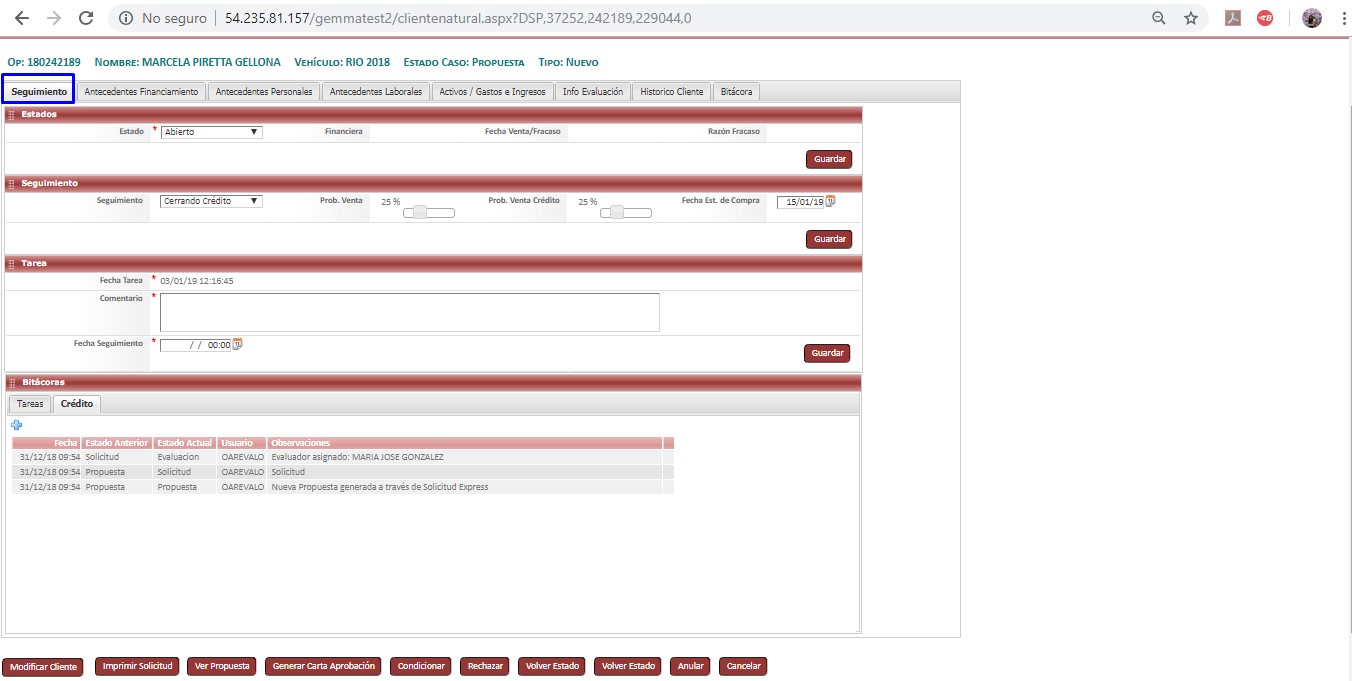 No seguro | 54.235.81.157/gemmatest2/clientenatural.aspx?DSP,37252,242189,229044,0
OP: 180242189 NOMBRE: MARCELA PIRETTA GELLONA VEHÍCULO: RIO 2018 ESTADO CASO: PROPUESTA TIPO: NUEVO
Seguimiento Antecedentes Financiamiento Antecedentes Personales Antecedentes Laborales Activos / Gastos e Ingresos Info Evaluación Historico Cliente Bitácora
Estados
Estado * Abierto Financiera Fecha Venta/Fracaso Razón Fracaso
Guardar
Seguimiento
Seguimiento Cerrando Crédito Prob. Venta 25 % Prob. Venta Crédito 25 % Fecha Est. de Compra 15/01/19
Guardar
Tarea
Fecha Tarea * 03/01/19 12:16:45
Comentario *
Fecha Seguimiento * / / 00:00
Guardar
Bitácoras
Tareas Crédito
Fecha Estado Anterior Estado Actual Usuario Observaciones
31/12/18 09:54 Solicitud Evaluacion OAREVALO Evaluador asignado: MARIA JOSE GONZALEZ
31/12/18 09:54 Propuesta Solicitud OAREVALO Solicitud
31/12/18 09:54 Propuesta Propuesta OAREVALO Nueva Propuesta generada a través de Solicitud Express
Modificar Cliente Imprimir Solicitud Ver Propuesta Generar Carta Aprobación Condicionar Rechazar Volver Estado Volver Estado Anular Cancelar